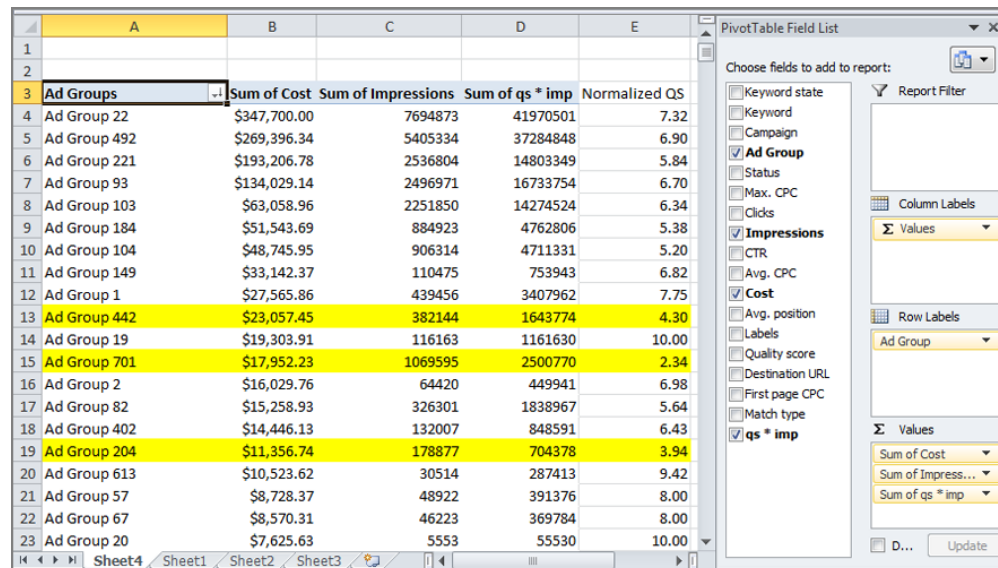 A B C D E
1
2
3 Ad Groups Sum of Cost Sum of Impressions Sum of qs * imp Normalized QS
4 Ad Group 22 $347,700.00 7694873 41970501 7.32
5 Ad Group 492 $269,396.34 5405334 37284848 6.90
6 Ad Group 221 $193,206.78 2536804 14803349 5.84
7 Ad Group 93 $134,029.14 2496971 16733754 6.70
8 Ad Group 103 $63,058.96 2251850 14274524 6.34
9 Ad Group 184 $51,543.69 884923 4762806 5.38
10 Ad Group 104 $48,745.95 906314 4711331 5.20
11 Ad Group 149 $33,142.37 110475 753943 6.82
12 Ad Group 1 $27,565.86 439456 3407962 7.75
13 Ad Group 442 $23,057.45 382144 1643774 4.30
14 Ad Group 19 $19,303.91 116163 1161630 10.00
15 Ad Group 701 $17,952.23 1069595 2500770 2.34
16 Ad Group 2 $16,029.76 64420 449941 6.98
17 Ad Group 82 $15,258.93 326301 1838967 5.64
18 Ad Group 402 $14,446.13 132007 848591 6.43
19 Ad Group 204 $11,356.74 178877 704378 3.94
20 Ad Group 613 $10,523.62 30514 287413 9.42
21 Ad Group 57 $8,728.37 48922 391376 8.00
22 Ad Group 67 $8,570.31 46223 369784 8.00
23 Ad Group 20 $7,625.63 5553 55530 10.00
Sheet4 Sheet1 Sheet2 Sheet3
PivotTable Field List
Choose fields to add to report:
Keyword state
Keyword
Campaign
Ad Group
Status
Max. CPC
Clicks
Impressions
CTR
Avg. CPC
Cost
Avg. position
Labels
Quality score
Destination URL
First page CPC
Match type
qs * imp
Report Filter
Column Labels
Σ Values
Row Labels
Ad Group
Σ Values
Sum of Cost
Sum of Impress...
Sum of qs * imp
D... Update